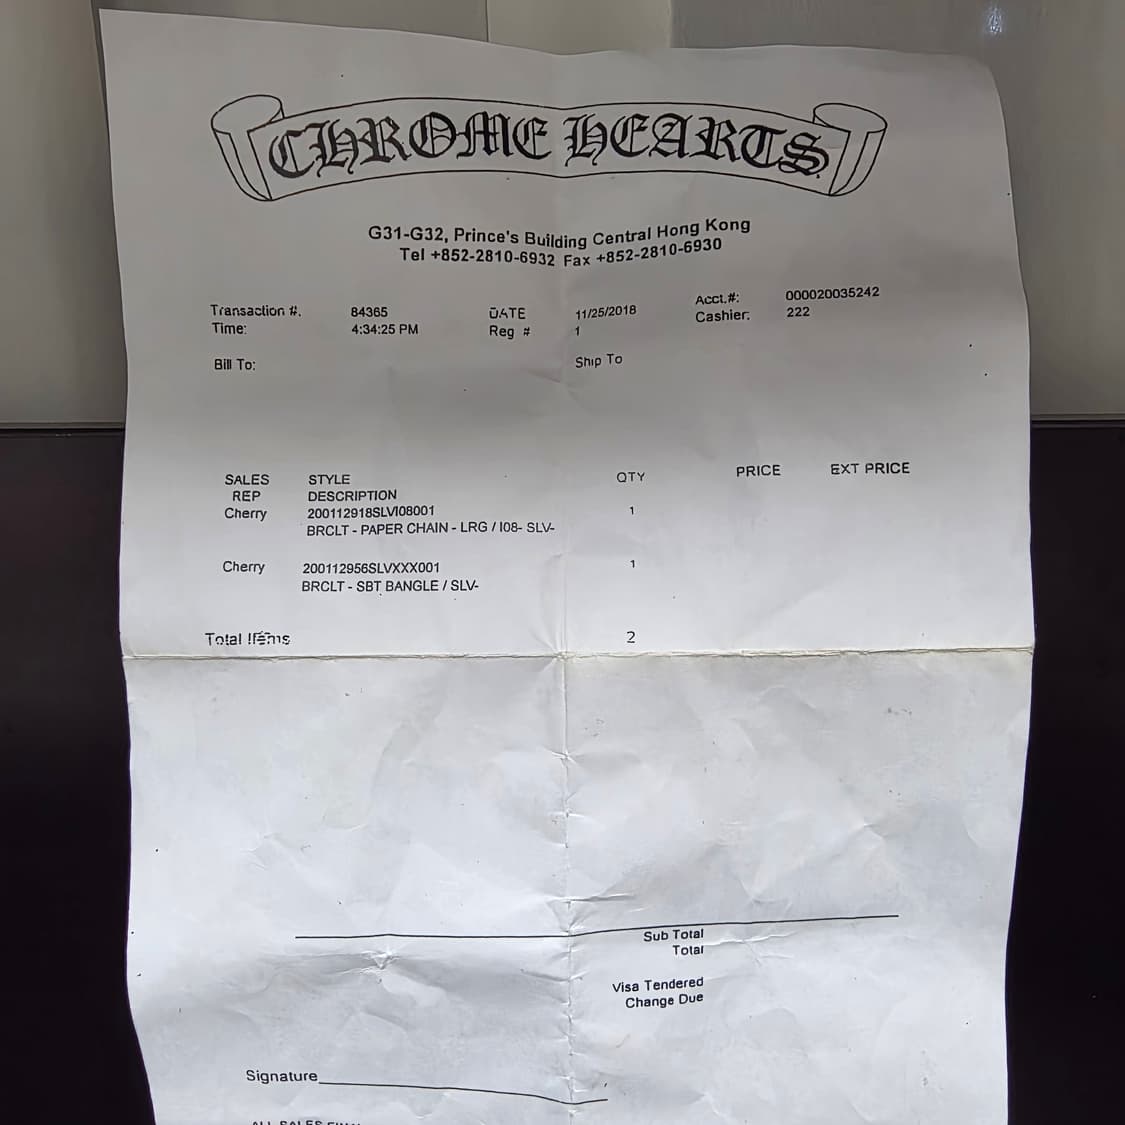 CHROME HEARTS
G31-G32, Prince's Building Central Hong Kong
Tel +852-2810-6932 Fax +852-2810-6930
Transaction #. 84365 DATE 11/25/2018 Acct.#: 000020035242
Time: 4:34:25 PM Reg # 1 Cashier: 222
Bill To: Ship To
SALES STYLE QTY PRICE EXT PRICE
REP DESCRIPTION
Cherry 200112918SLVI08001 1
BRCLT - PAPER CHAIN - LRG / I08- SLV-
Cherry 200112956SLVXXX001 1
BRCLT - SBT BANGLE / SLV-
Total Items 2
Sub Total
Total
Visa Tendered
Change Due
Signature
ALL SALES